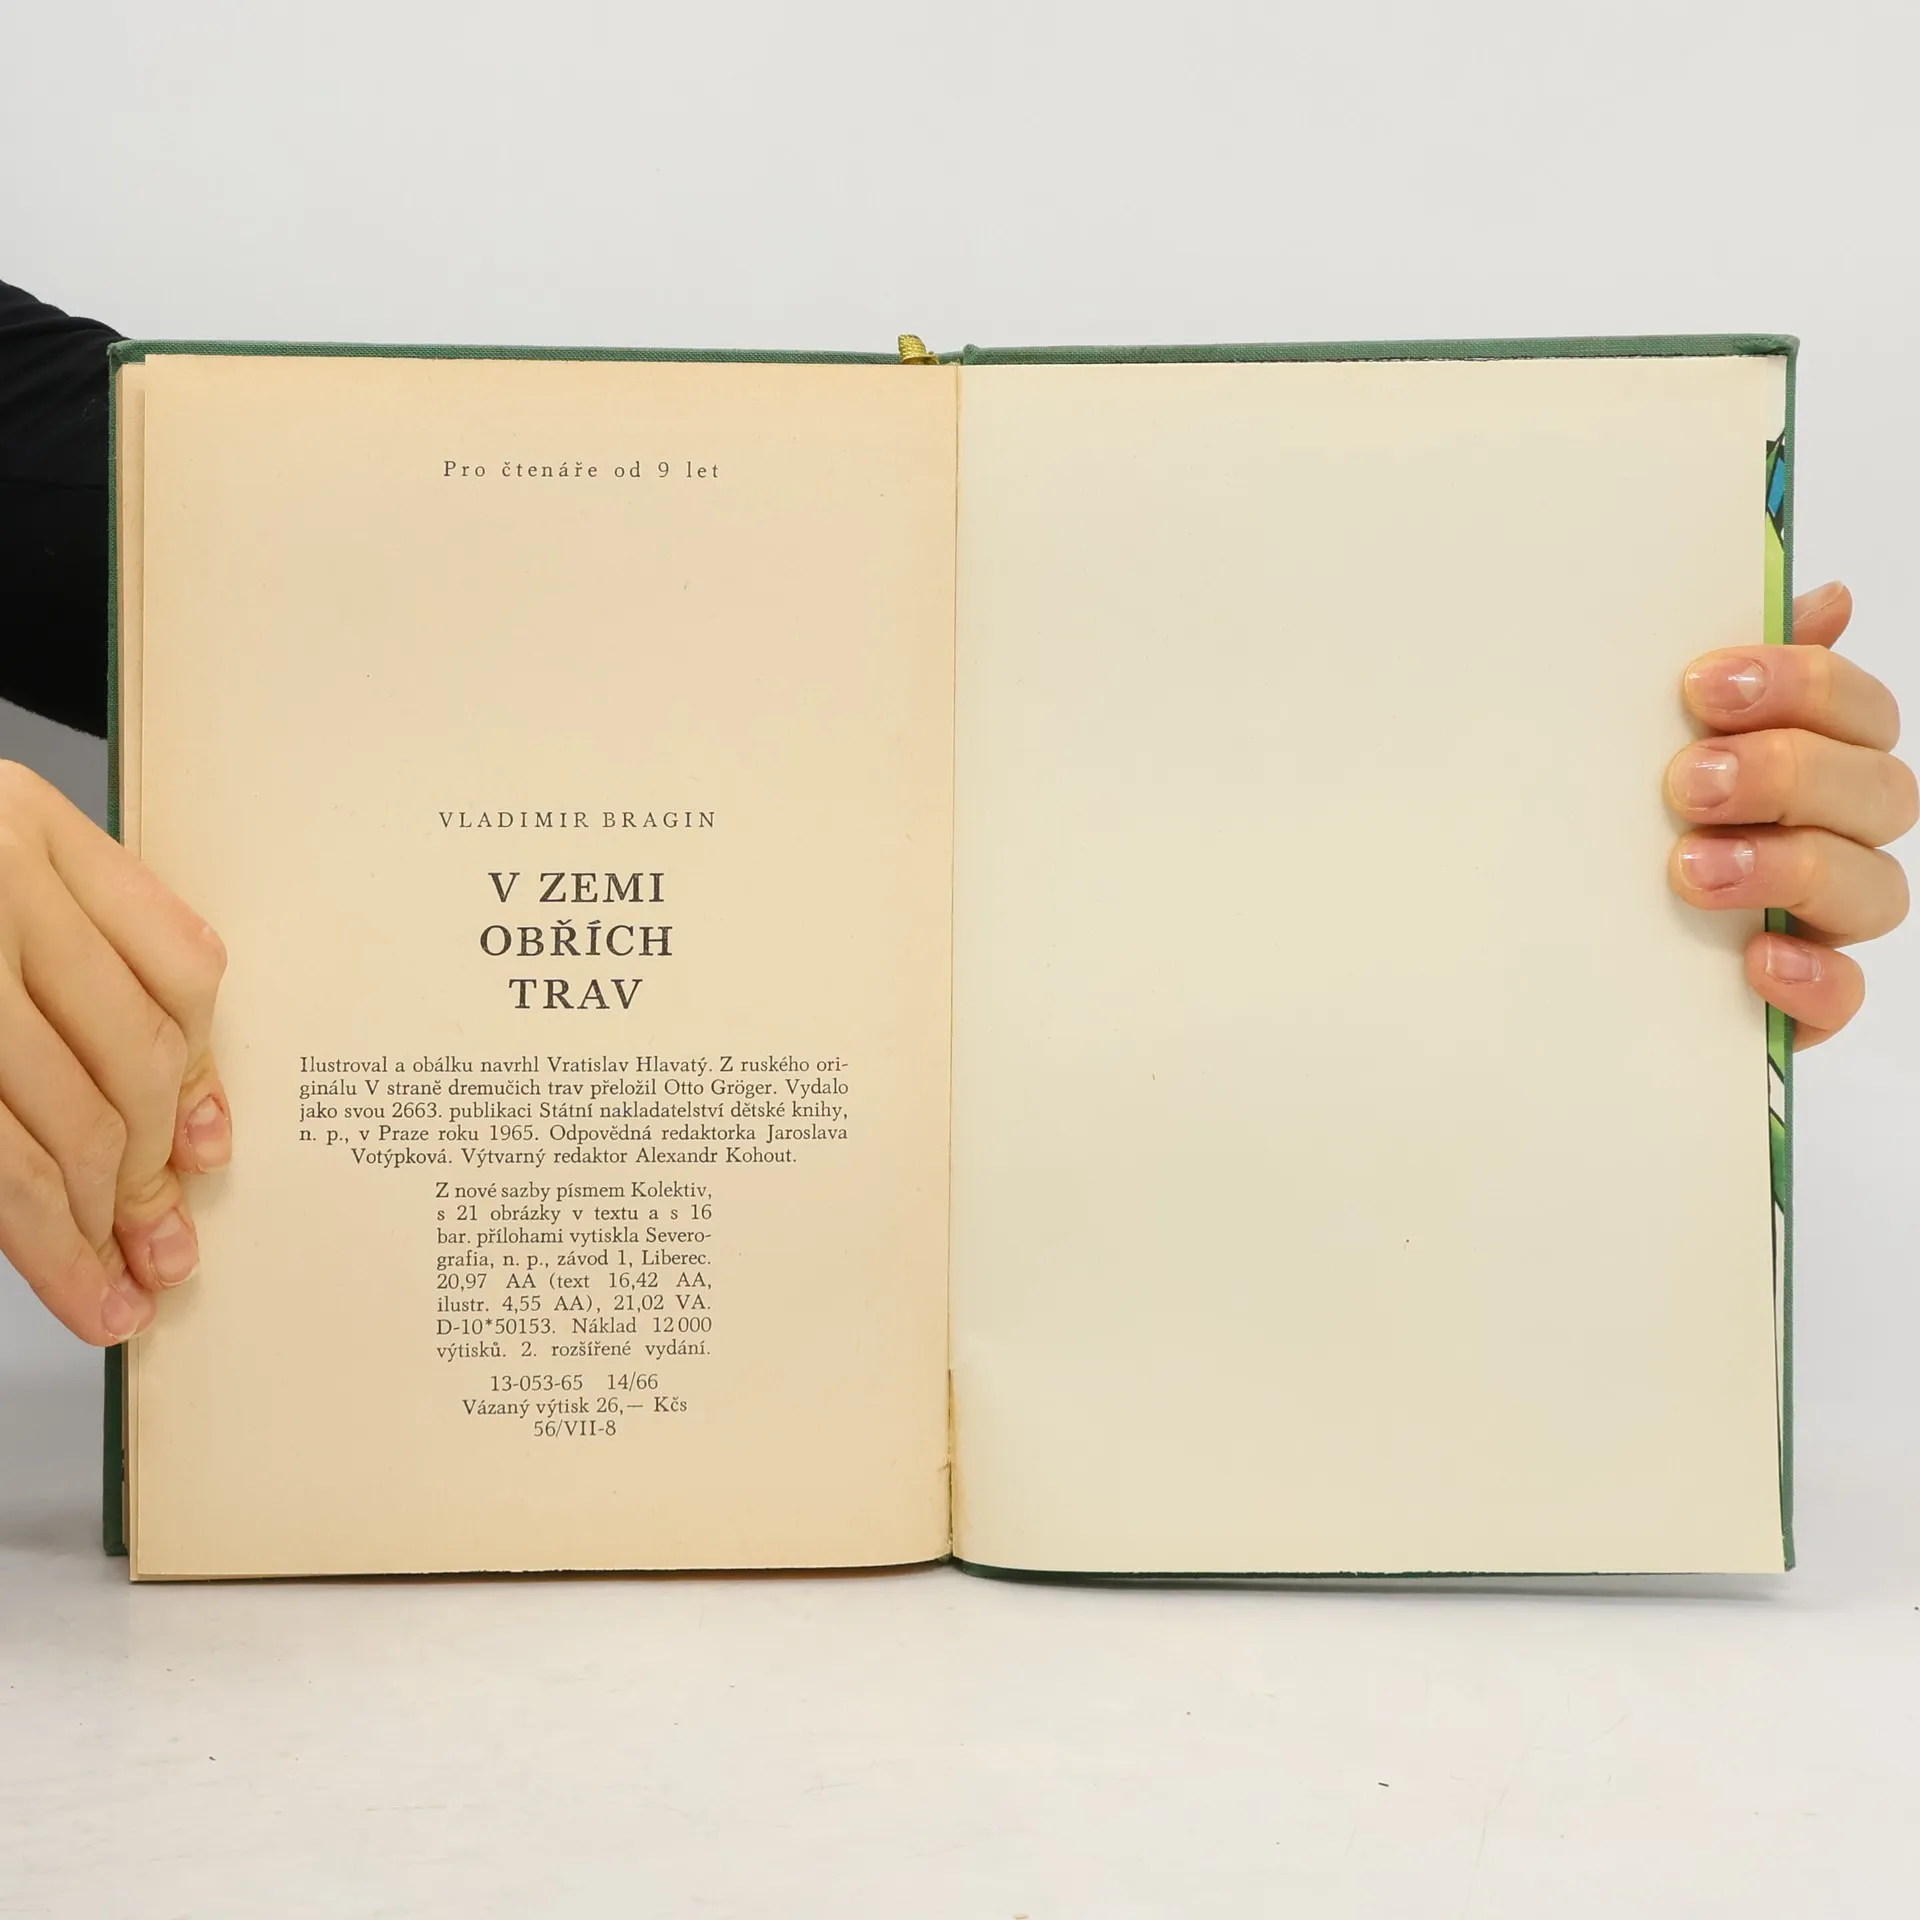 Pro čtenáře od 9 let
VLADIMIR BRAGIN
V ZEMI
OBŘÍCH
TRAV
Ilustroval a obálku navrhl Vratislav Hlavatý. Z ruského ori-
ginálu V straně dremučich trav přeložil Otto Gröger. Vydalo
jako svou 2663. publikaci Státní nakladatelství dětské knihy,
n. p., v Praze roku 1965. Odpovědná redaktorka Jaroslava
Votýpková. Výtvarný redaktor Alexandr Kohout.
Z nové sazby písmem Kolektiv,
s 21 obrázky v textu a s 16
bar. přílohami vytiskla Severo-
grafia, n. p., závod 1, Liberec.
20,97 AA (text 16,42 AA,
ilustr. 4,55 AA), 21,02 VA.
D-10*50153. Náklad 12 000
výtisků. 2. rozšířené vydání.
13-053-65 14/66
Vázaný výtisk 26,— Kčs
56/VII-8